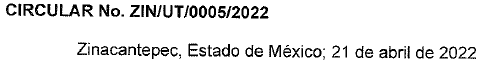 CIRCULAR No. ZIN/UT/0005/2022
Zinacantepec, Estado de México; 21 de abril de 2022